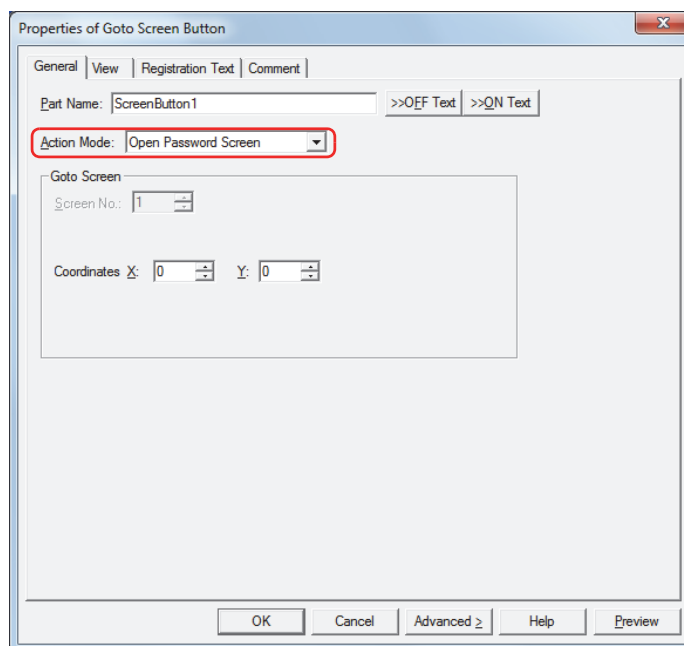 Properties of Goto Screen Button
General View Registration Text Comment
Part Name: ScreenButton1 >>OFF Text >>ON Text
Action Mode: Open Password Screen
Goto Screen
Screen No.: 1
Coordinates X: 0 Y: 0
OK Cancel Advanced > Help Preview